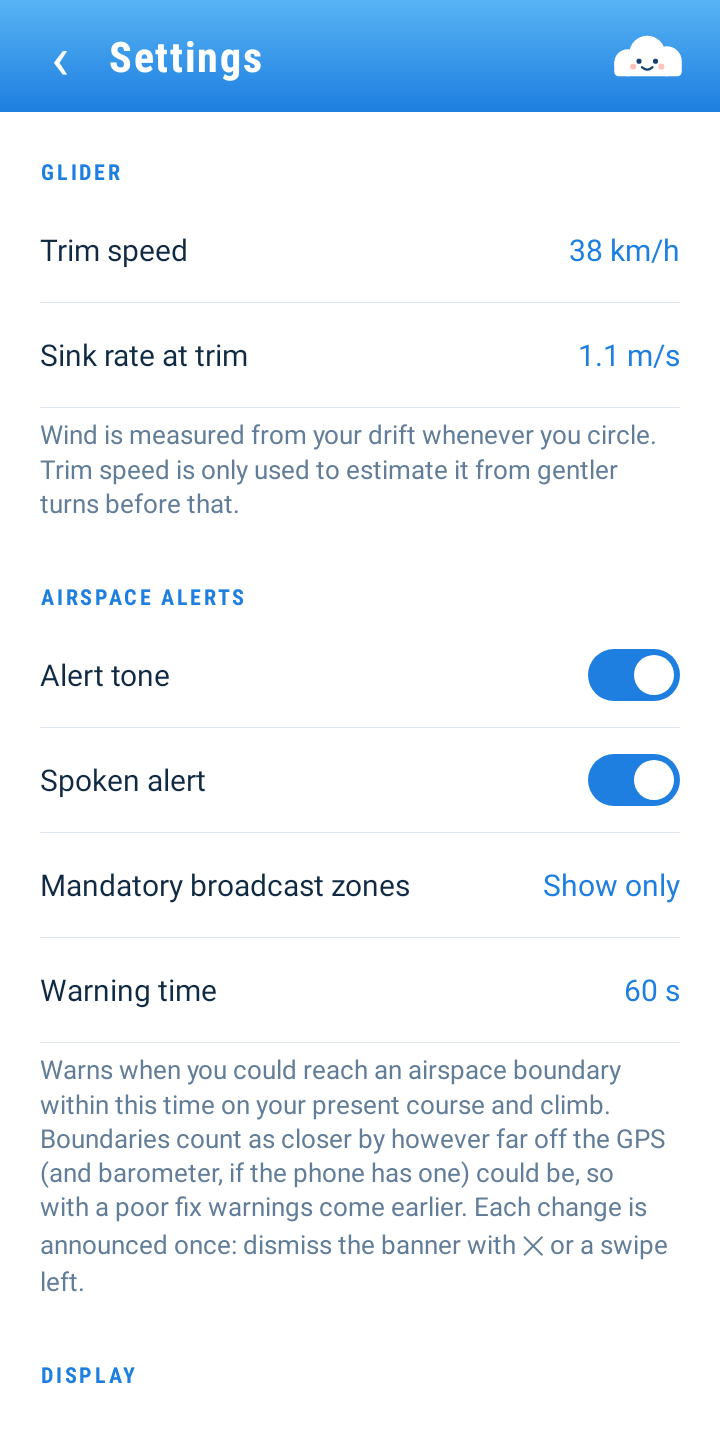 ‹ Settings
GLIDER
Trim speed 38 km/h
Sink rate at trim 1.1 m/s
Wind is measured from your drift whenever you circle.
Trim speed is only used to estimate it from gentler
turns before that.
AIRSPACE ALERTS
Alert tone
Spoken alert
Mandatory broadcast zones Show only
Warning time 60 s
Warns when you could reach an airspace boundary
within this time on your present course and climb.
Boundaries count as closer by however far off the GPS
(and barometer, if the phone has one) could be, so
with a poor fix warnings come earlier. Each change is
announced once: dismiss the banner with ✕ or a swipe
left.
DISPLAY